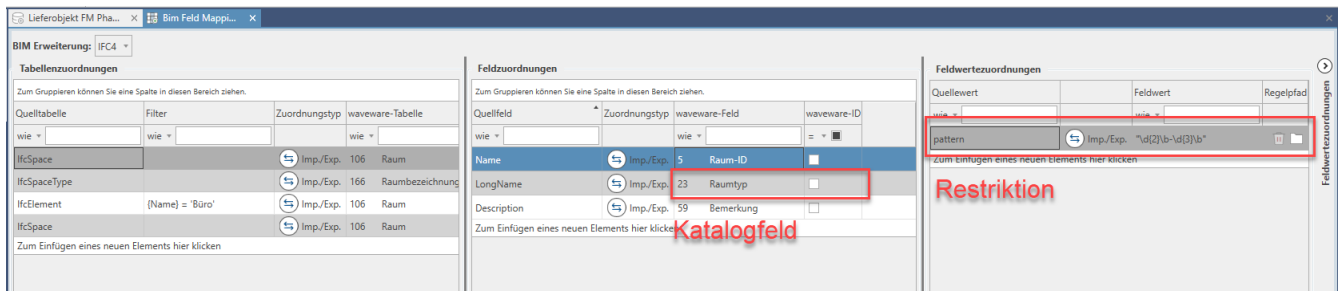 Lieferobjekt FM Pha... × Bim Feld Mappi... ×
BIM Erweiterung: IFC4
Tabellenzuordnungen
Zum Gruppieren können Sie eine Spalte in diesen Bereich ziehen.
Quelltabelle Filter Zuordnungstyp waveware-Tabelle
wie wie wie
IfcSpace Imp./Exp. 106 Raum
IfcSpaceType Imp./Exp. 166 Raumbezeichnung
IfcElement {Name} = 'Büro' Imp./Exp. 106 Raum
IfcSpace Imp./Exp. 106 Raum
Zum Einfügen eines neuen Elements hier klicken
Feldzuordnungen
Zum Gruppieren können Sie eine Spalte in diesen Bereich ziehen.
Quellfeld Zuordnungstyp waveware-Feld waveware-ID
wie wie =
Name Imp./Exp. 5 Raum-ID
LongName Imp./Exp. 23 Raumtyp
Description Imp./Exp. 59 Bemerkung
Zum Einfügen eines neuen Elements hier klicke
Katalogfeld
Feldwertezuordnungen
Quellewert Feldwert Regelpfad
wie wie
pattern Imp./Exp. "\d{2}\b-\d{3}\b"
Zum Einfügen eines neuen Elements hier klicken
Restriktion
Feldwertezuordnungen